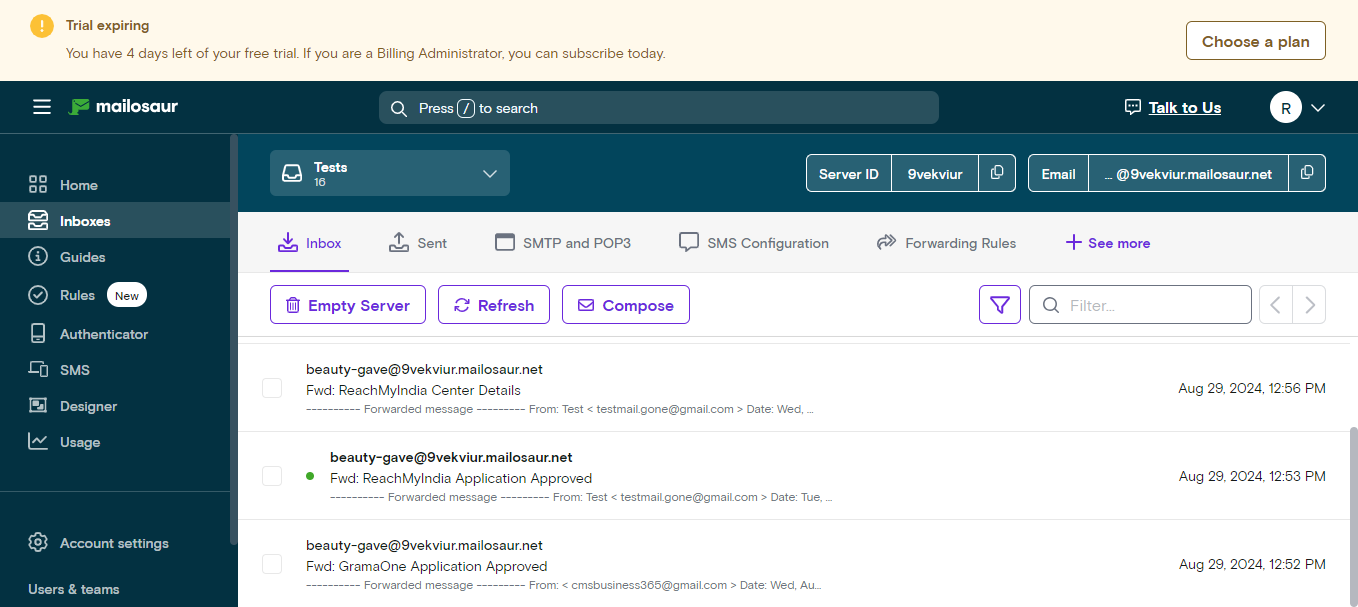 Trial expiring
You have 4 days left of your free trial. If you are a Billing Administrator, you can subscribe today.
Choose a plan
mailosaur
Press / to search
Talk to Us
R
Home
Inboxes
Guides
Rules New
Authenticator
SMS
Designer
Usage
Account settings
Users & teams
Tests
16
Server ID 9vekviur
Email ... @9vekviur.mailosaur.net
Inbox
Sent
SMTP and POP3
SMS Configuration
Forwarding Rules
See more
Empty Server
Refresh
Compose
Filter...
beauty-gave@9vekviur.mailosaur.net
Fwd: ReachMyIndia Center Details
---------- Forwarded message --------- From: Test < testmail.gone@gmail.com > Date: Wed, ...
Aug 29, 2024, 12:56 PM
beauty-gave@9vekviur.mailosaur.net
Fwd: ReachMyIndia Application Approved
---------- Forwarded message --------- From: Test < testmail.gone@gmail.com > Date: Tue, ...
Aug 29, 2024, 12:53 PM
beauty-gave@9vekviur.mailosaur.net
Fwd: GramaOne Application Approved
---------- Forwarded message --------- From: < cmsbusiness365@gmail.com > Date: Wed, Au...
Aug 29, 2024, 12:52 PM